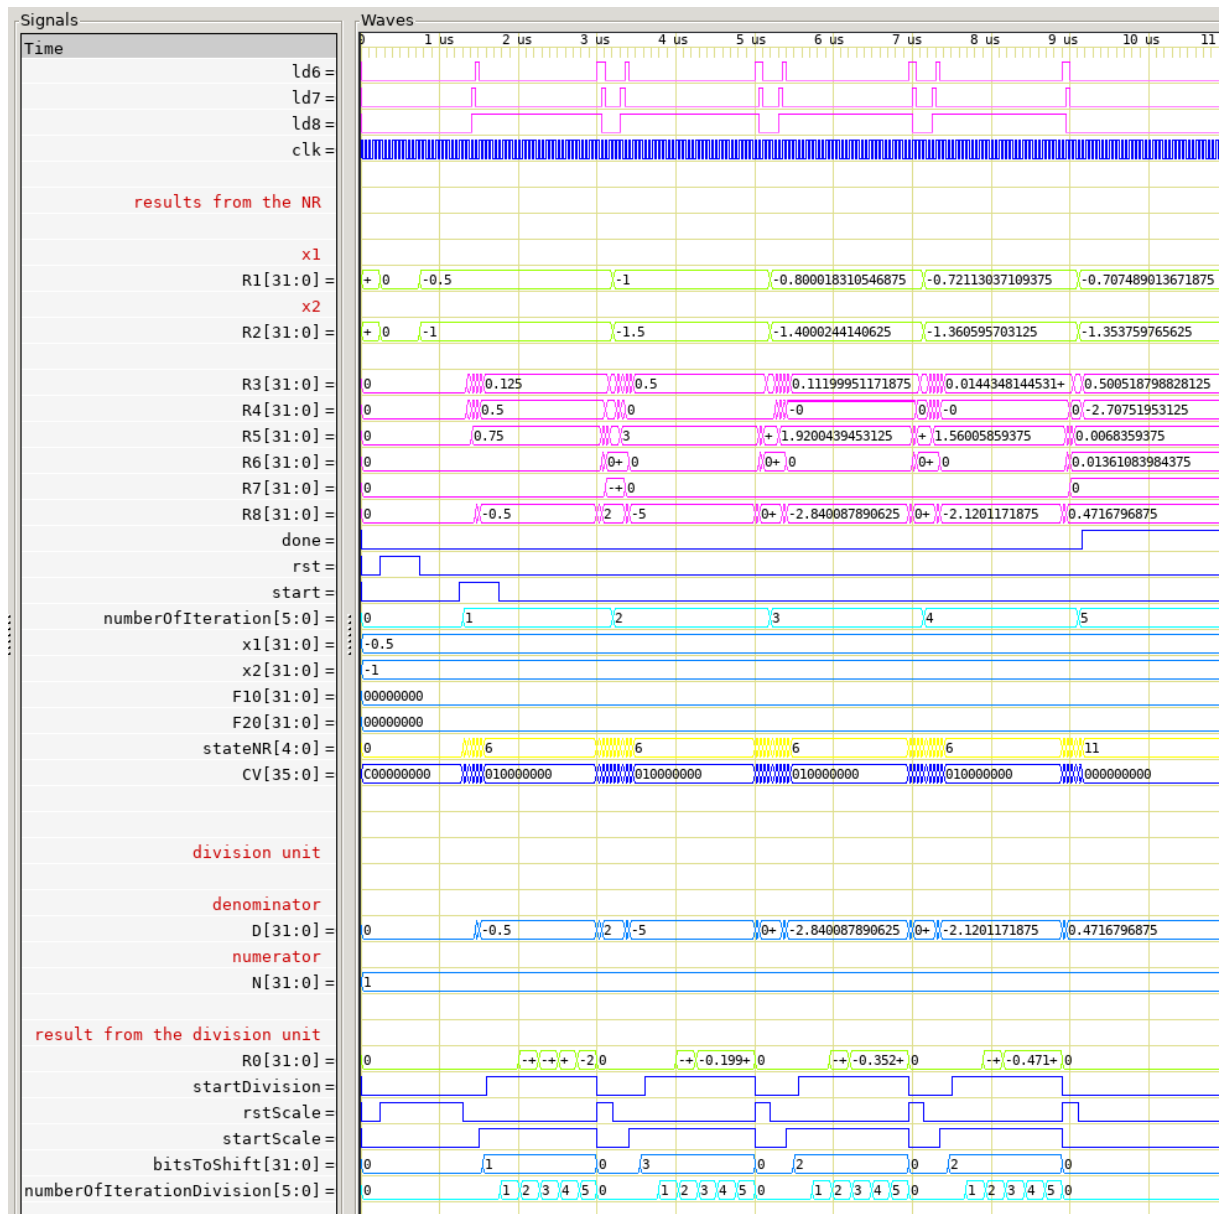 Signals Waves
Time 0 1 us 2 us 3 us 4 us 5 us 6 us 7 us 8 us 9 us 10 us 11
ld6 =
ld7 =
ld8 =
clk =
results from the NR
x1
R1[31:0] = + 0 -0.5 -1 -0.800018310546875 -0.72113037109375 -0.707489013671875
x2
R2[31:0] = + 0 -1 -1.5 -1.4000244140625 -1.360595703125 -1.353759765625
R3[31:0] = 0 0.125 0.5 0.11199951171875 0.0144348144531+ 0.500518798828125
R4[31:0] = 0 0.5 0 -0 0 -0 0 -2.70751953125
R5[31:0] = 0 0.75 3 + 1.9200439453125 + 1.56005859375 0.0068359375
R6[31:0] = 0 0+ 0 0+ 0 0+ 0 0.01361083984375
R7[31:0] = 0 -+ 0 0
R8[31:0] = 0 -0.5 2 -5 0+ -2.840087890625 0+ -2.1201171875 0.4716796875
done =
rst =
start =
numberOfIteration[5:0] = 0 1 2 3 4 5
x1[31:0] = -0.5
x2[31:0] = -1
F10[31:0] = 00000000
F20[31:0] = 00000000
stateNR[4:0] = 0 6 6 6 6 11
CV[35:0] = C00000000 010000000 010000000 010000000 010000000 000000000
division unit
denominator
D[31:0] = 0 -0.5 2 -5 0+ -2.840087890625 0+ -2.1201171875 0.4716796875
numerator
N[31:0] = 1
result from the division unit
R0[31:0] = 0 -+ -+ + -2 0 -+ -0.199+ 0 -+ -0.352+ 0 -+ -0.471+ 0
startDivision =
rstScale =
startScale =
bitsToShift[31:0] = 0 1 0 3 0 2 0 2 0
numberOfIterationDivision[5:0] = 0 1 2 3 4 5 0 1 2 3 4 5 0 1 2 3 4 5 0 1 2 3 4 5 0